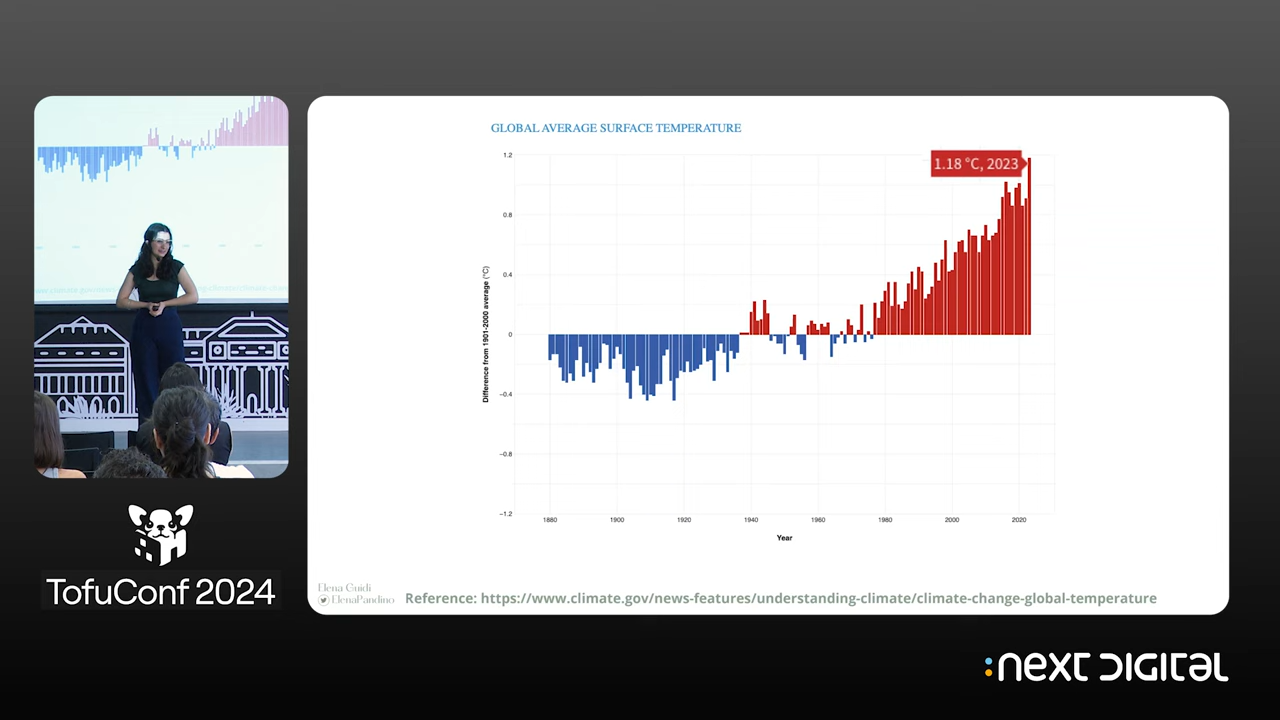 GLOBAL AVERAGE SURFACE TEMPERATURE
1.2
1.18 °C, 2023
0.8
0.4
0
−0.4
−0.8
−1.2
Difference from 1901-2000 average (°C)
1880 1900 1920 1940 1960 1980 2000 2020
Year
Elena Guidi
ElenaPandino
Reference: https://www.climate.gov/news-features/understanding-climate/climate-change-global-temperature
TofuConf 2024
:NEXT DIGITAL